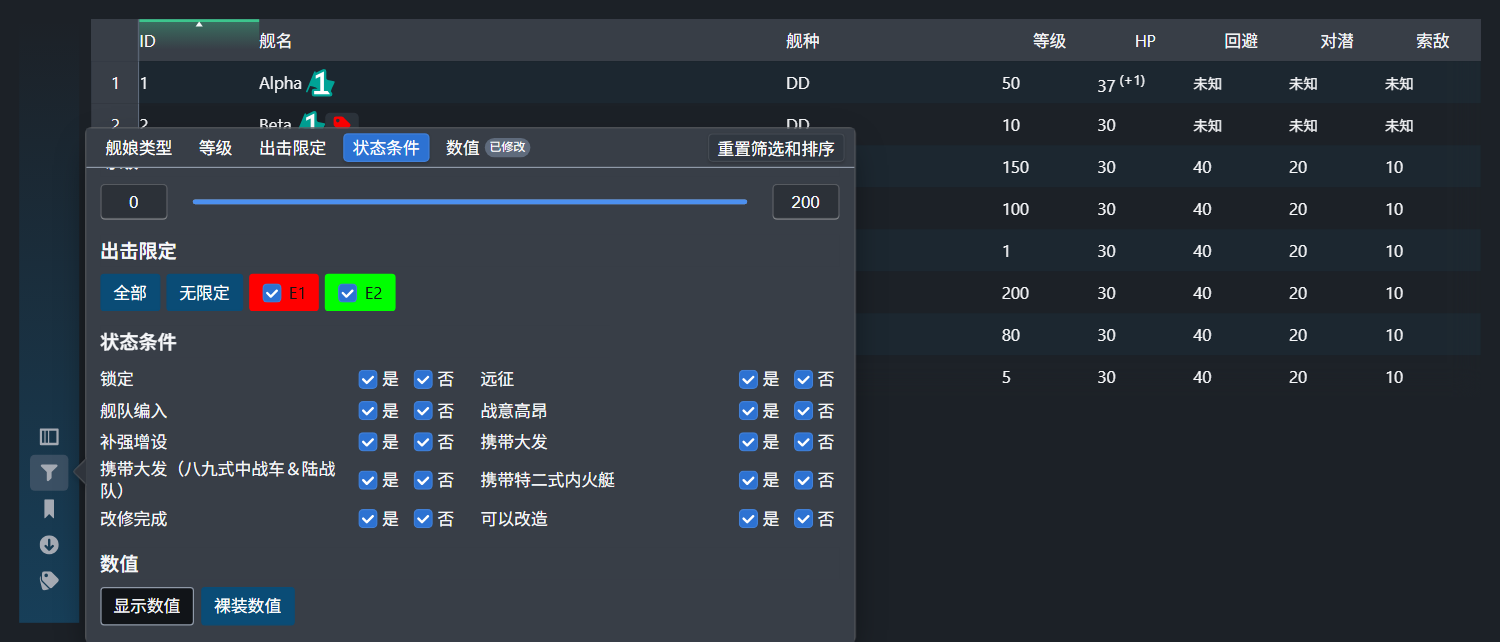 ID 舰名 舰种 等级 HP 回避 对潜 索敌
1 1 Alpha 1 DD 50 37 (+1) 未知 未知 未知
2 2 Beta 1 DD 10 30 未知 未知 未知
舰娘类型 等级 出击限定 状态条件 数值 已修改 重置筛选和排序
150 30 40 20 10
0 200
100 30 40 20 10
出击限定
1 30 40 20 10
全部 无限定 E1 E2
200 30 40 20 10
状态条件
80 30 40 20 10
锁定 是 否 远征 是 否
5 30 40 20 10
舰队编入 是 否 战意高昂 是 否
补强增设 是 否 携带大发 是 否
携带大发（八九式中战车＆陆战
队） 是 否 携带特二式内火艇 是 否
改修完成 是 否 可以改造 是 否
数值
显示数值 裸装数值